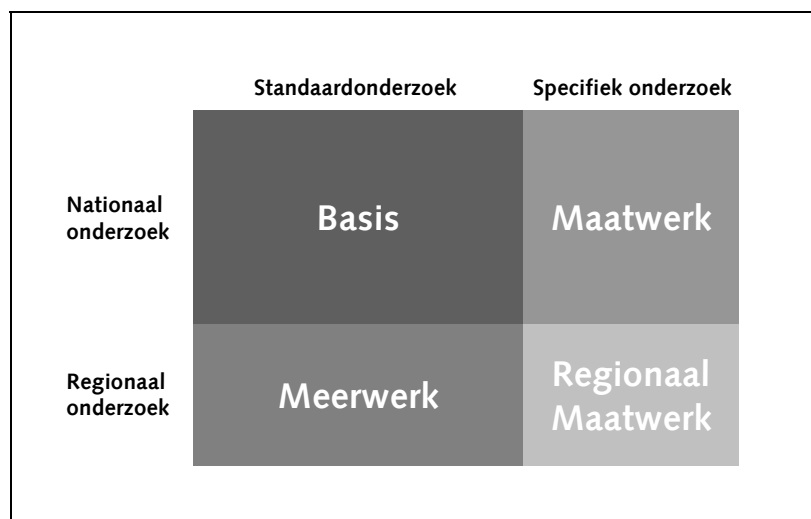 Standaardonderzoek Specifiek onderzoek
Nationaal
onderzoek
Basis
Maatwerk
Regionaal
onderzoek
Meerwerk
Regionaal
Maatwerk